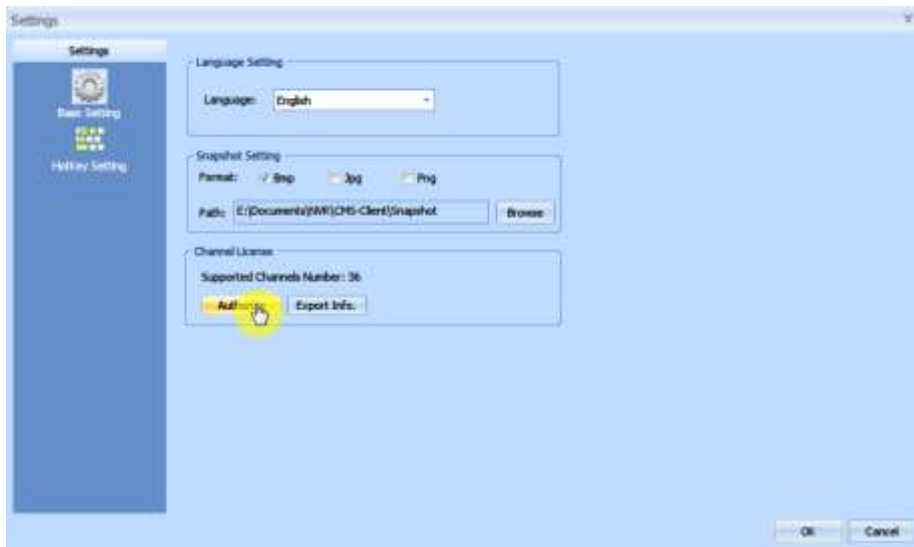 Settings
Settings
Basic Setting
Hotkey Setting
Language Setting
Language: English
Snapshot Setting
Format: Bmp Jpg Png
Path: E:\Documents\NVR\CMS-Client\Snapshot Browse
Channel License
Supported Channels Number: 36
Export Info.
OK Cancel